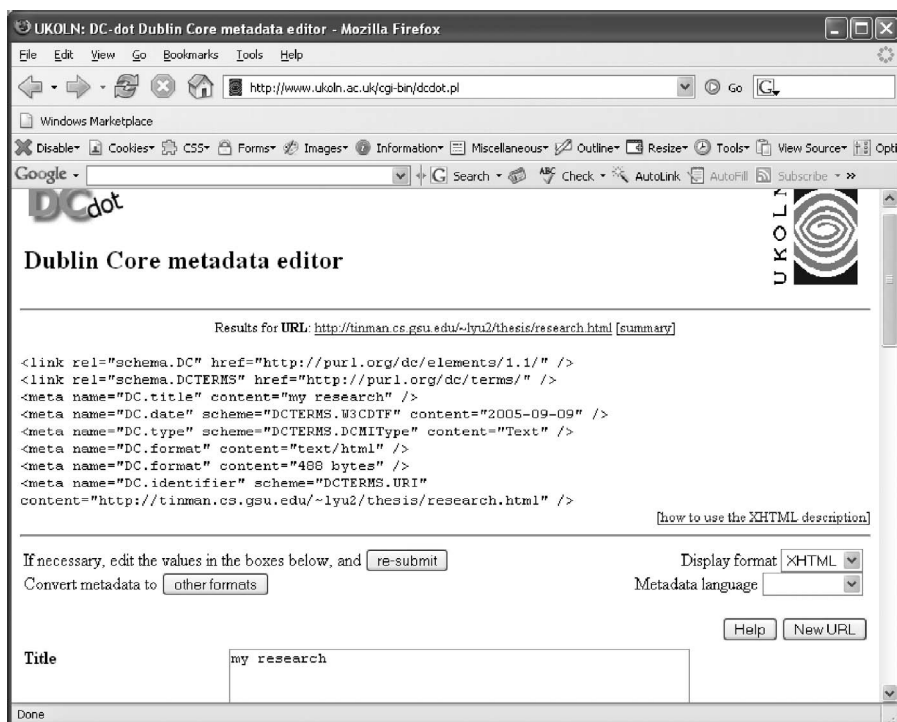 UKOLN: DC-dot Dublin Core metadata editor - Mozilla Firefox
File Edit View Go Bookmarks Tools Help
http://www.ukoln.ac.uk/cgi-bin/dcdot.pl Go G
Windows Marketplace
Disable Cookies CSS Forms Images Information Miscellaneous Outline Resize Tools View Source Opti
Google G Search ABC Check AutoLink AutoFill Subscribe »
DCdot
UKOLN
Dublin Core metadata editor
Results for URL: http://tinman.cs.gsu.edu/~lyu2/thesis/research.html [summary]
<link rel="schema.DC" href="http://purl.org/dc/elements/1.1/" />
<link rel="schema.DCTERMS" href="http://purl.org/dc/terms/" />
<meta name="DC.title" content="my research" />
<meta name="DC.date" scheme="DCTERMS.W3CDTF" content="2005-09-09" />
<meta name="DC.type" scheme="DCTERMS.DCMIType" content="Text" />
<meta name="DC.format" content="text/html" />
<meta name="DC.format" content="488 bytes" />
<meta name="DC.identifier" scheme="DCTERMS.URI"
content="http://tinman.cs.gsu.edu/~lyu2/thesis/research.html" />
[how to use the XHTML description]
If necessary, edit the values in the boxes below, and re-submit Display format XHTML
Convert metadata to other formats Metadata language
Help New URL
Title my research
Done